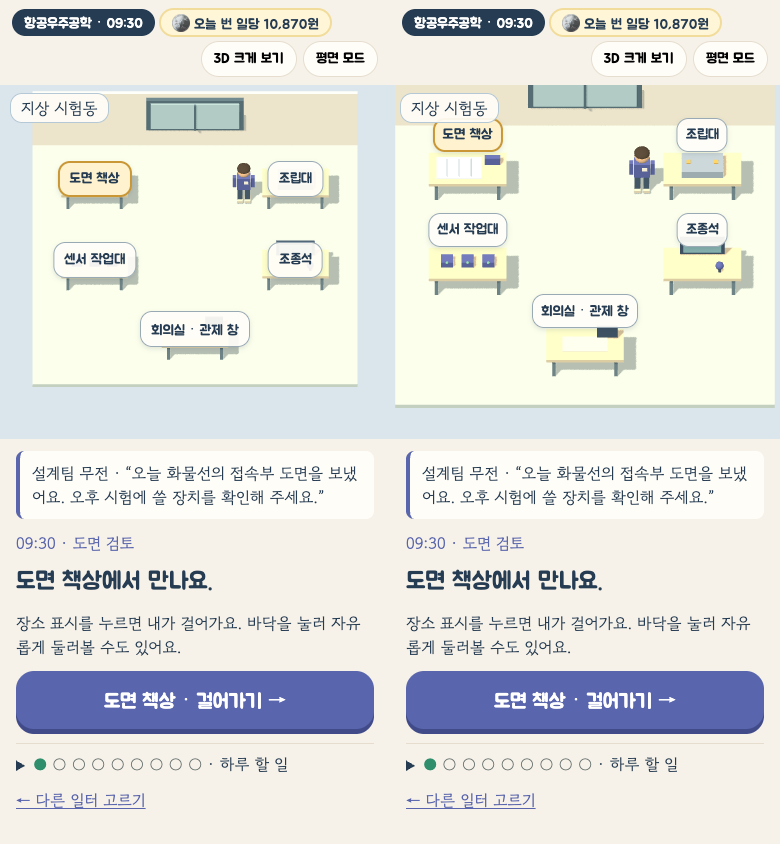 항공우주공학 · 09:30
오늘 번 일당 10,870원
3D 크게 보기
평면 모드
지상 시험동
도면 책상
조립대
센서 작업대
조종석
회의실 · 관제 창
설계팀 무전 · “오늘 화물선의 접속부 도면을 보냈
어요. 오후 시험에 쓸 장치를 확인해 주세요.”
09:30 · 도면 검토
도면 책상에서 만나요.
장소 표시를 누르면 내가 걸어가요. 바닥을 눌러 자유
롭게 둘러볼 수도 있어요.
도면 책상 · 걸어가기 →
· 하루 할 일
← 다른 일터 고르기
항공우주공학 · 09:30
오늘 번 일당 10,870원
3D 크게 보기
평면 모드
지상 시험동
도면 책상
조립대
센서 작업대
조종석
회의실 · 관제 창
설계팀 무전 · “오늘 화물선의 접속부 도면을 보냈
어요. 오후 시험에 쓸 장치를 확인해 주세요.”
09:30 · 도면 검토
도면 책상에서 만나요.
장소 표시를 누르면 내가 걸어가요. 바닥을 눌러 자유
롭게 둘러볼 수도 있어요.
도면 책상 · 걸어가기 →
· 하루 할 일
← 다른 일터 고르기